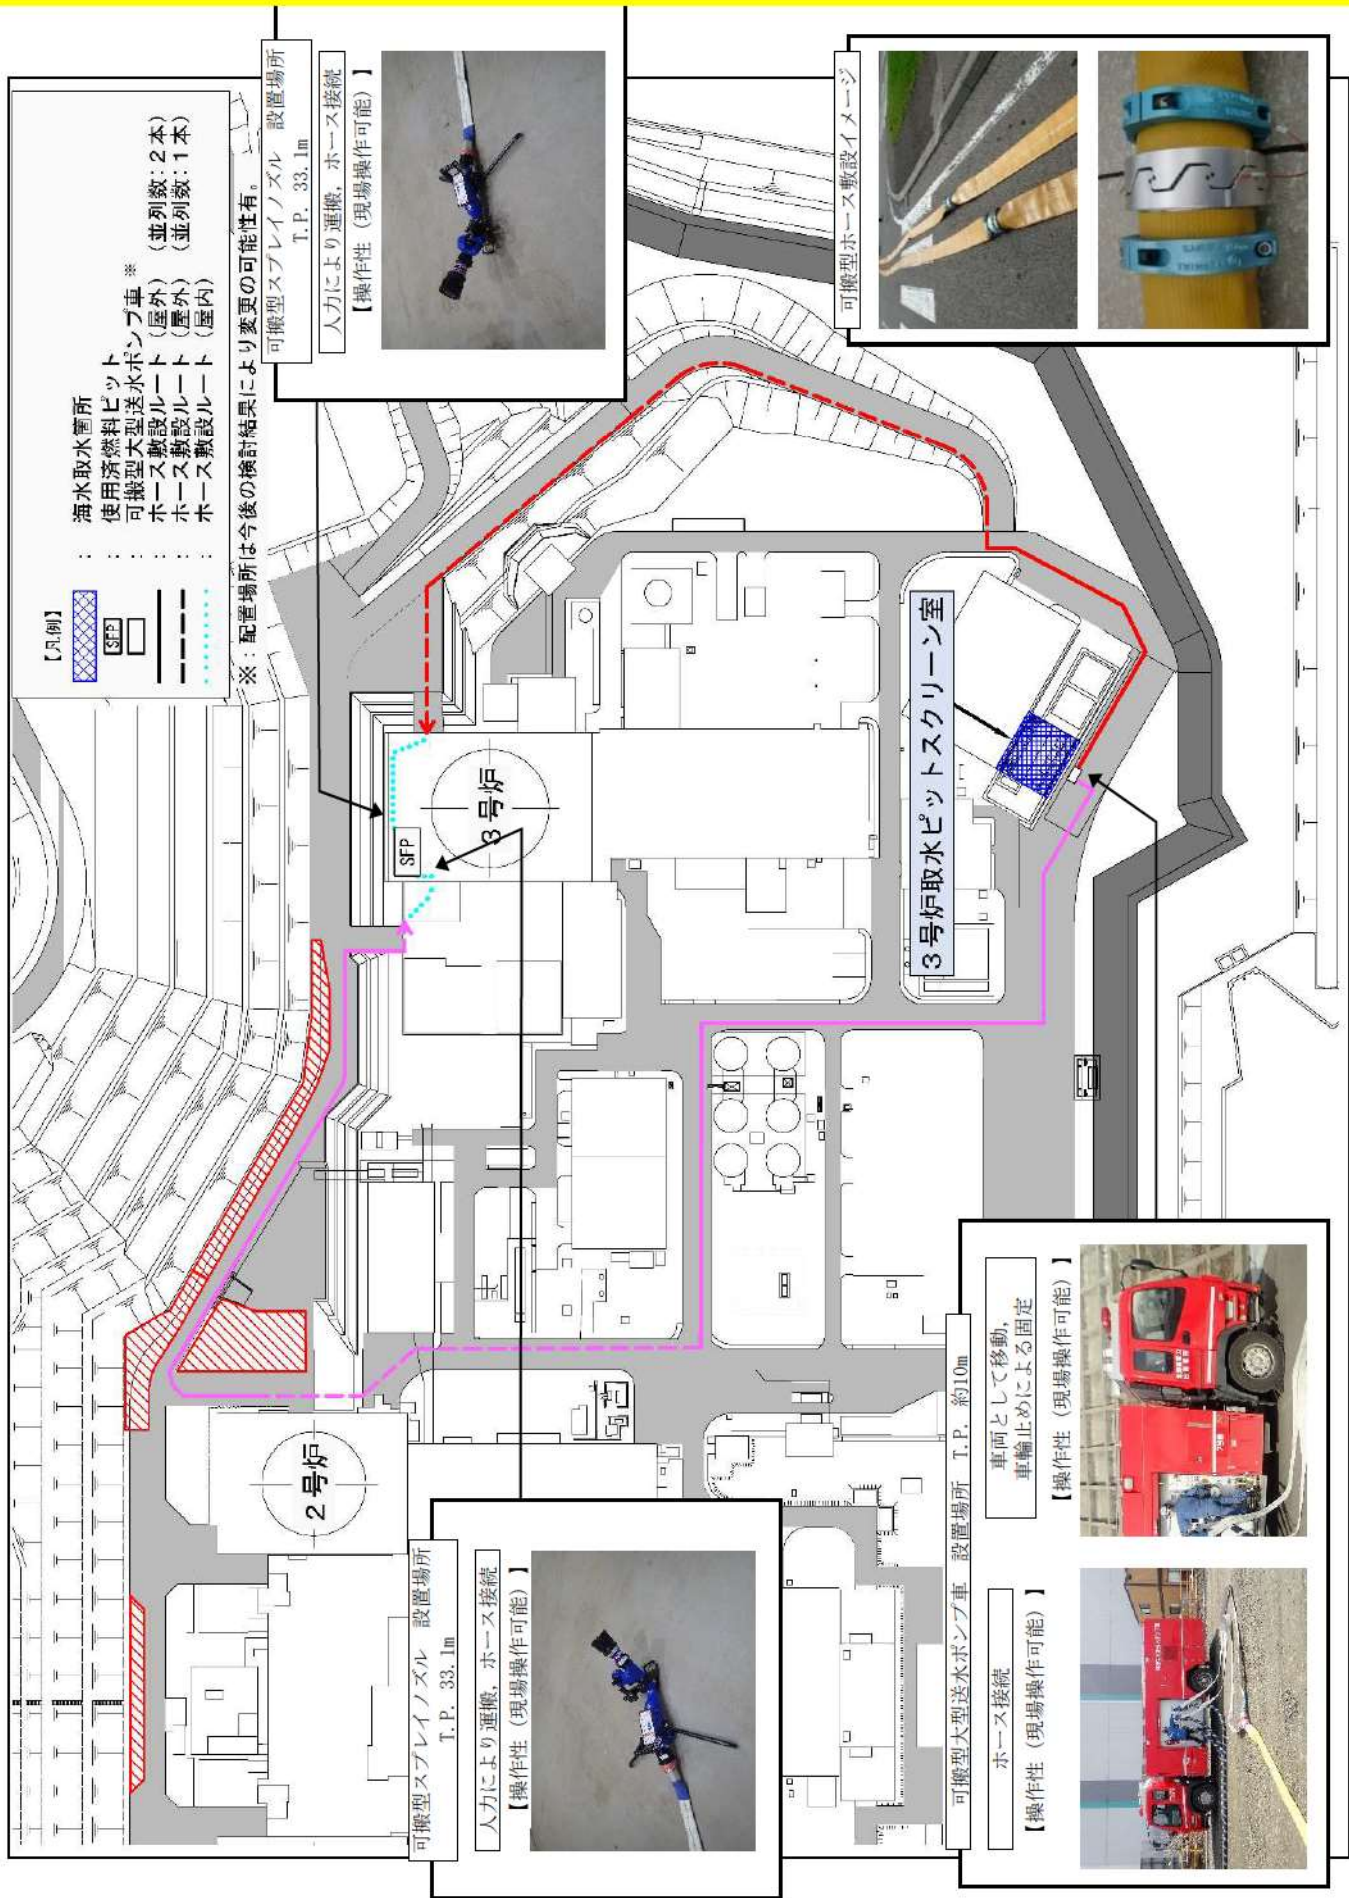 【凡例】
： 海水取水箇所
SFP ： 使用済燃料ピット
： 可搬型大型送水ポンプ車 ※
： ホース敷設ルート（屋外）（並列数：２本）
： ホース敷設ルート（屋外）（並列数：１本）
： ホース敷設ルート（屋内）
※：配置場所は今後の検討結果により変更の可能性有。
可搬型スプレイノズル 設置場所
T.P. 33.1m
人力により運搬，ホース接続
【操作性（現場操作可能）】
可搬型ホース敷設イメージ
SFP
３号炉
３号炉取水ピットスクリーン室
２号炉
可搬型スプレイノズル 設置場所
T.P. 33.1m
人力により運搬，ホース接続
【操作性（現場操作可能）】
可搬型大型送水ポンプ車 設置場所 T.P. 約10m
ホース接続
【操作性（現場操作可能）】
車両として移動，
車輪止めによる固定
【操作性（現場操作可能）】